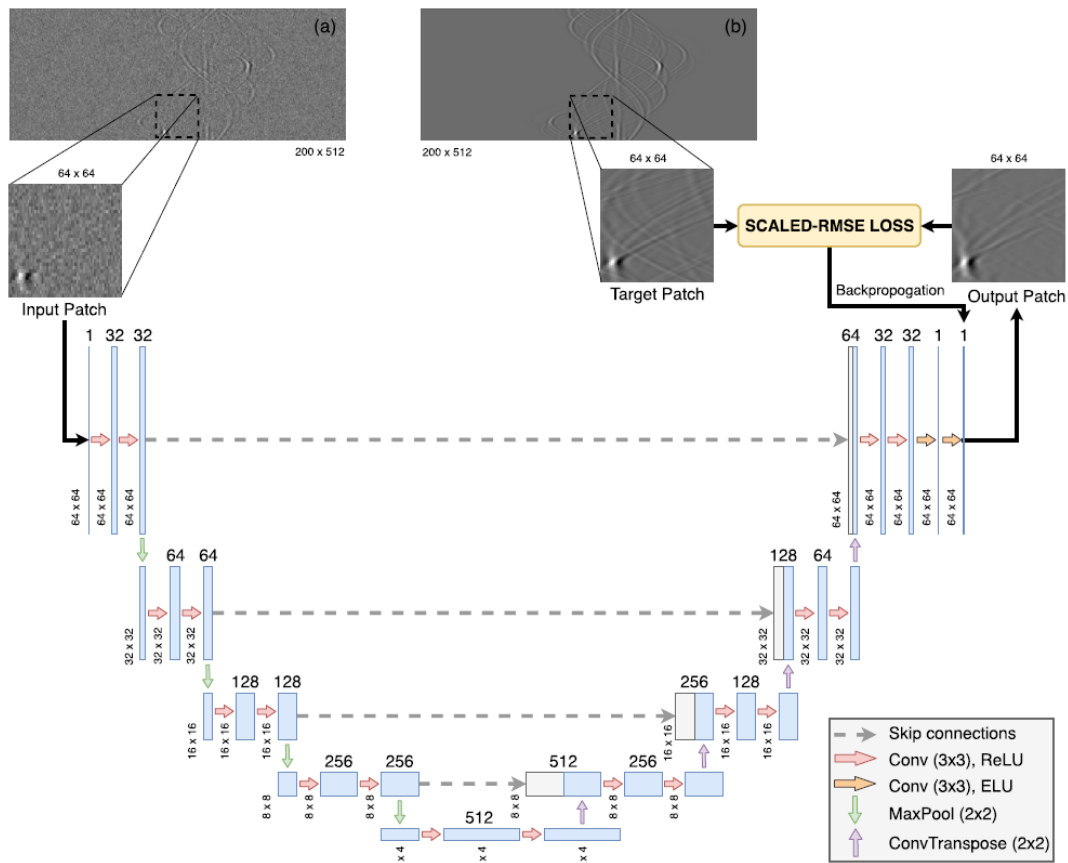 (a)
(b)
200 x 512
200 x 512
64 x 64
64 x 64
64 x 64
SCALED-RMSE LOSS
Backpropogation
Input Patch
Target Patch
Output Patch
1
32
32
64
32
32
1
1
64 x 64
64 x 64
64 x 64
64 x 64
64 x 64
64 x 64
64 x 64
64 x 64
64
64
128
64
32 x 32
32 x 32
32 x 32
32 x 32
32 x 32
32 x 32
128
128
256
128
16 x 16
16 x 16
16 x 16
16 x 16
16 x 16
16 x 16
256
256
512
256
8 x 8
8 x 8
8 x 8
8 x 8
8 x 8
8 x 8
512
x 4
x 4
x 4
Skip connections
Conv (3x3), ReLU
Conv (3x3), ELU
MaxPool (2x2)
ConvTranspose (2x2)